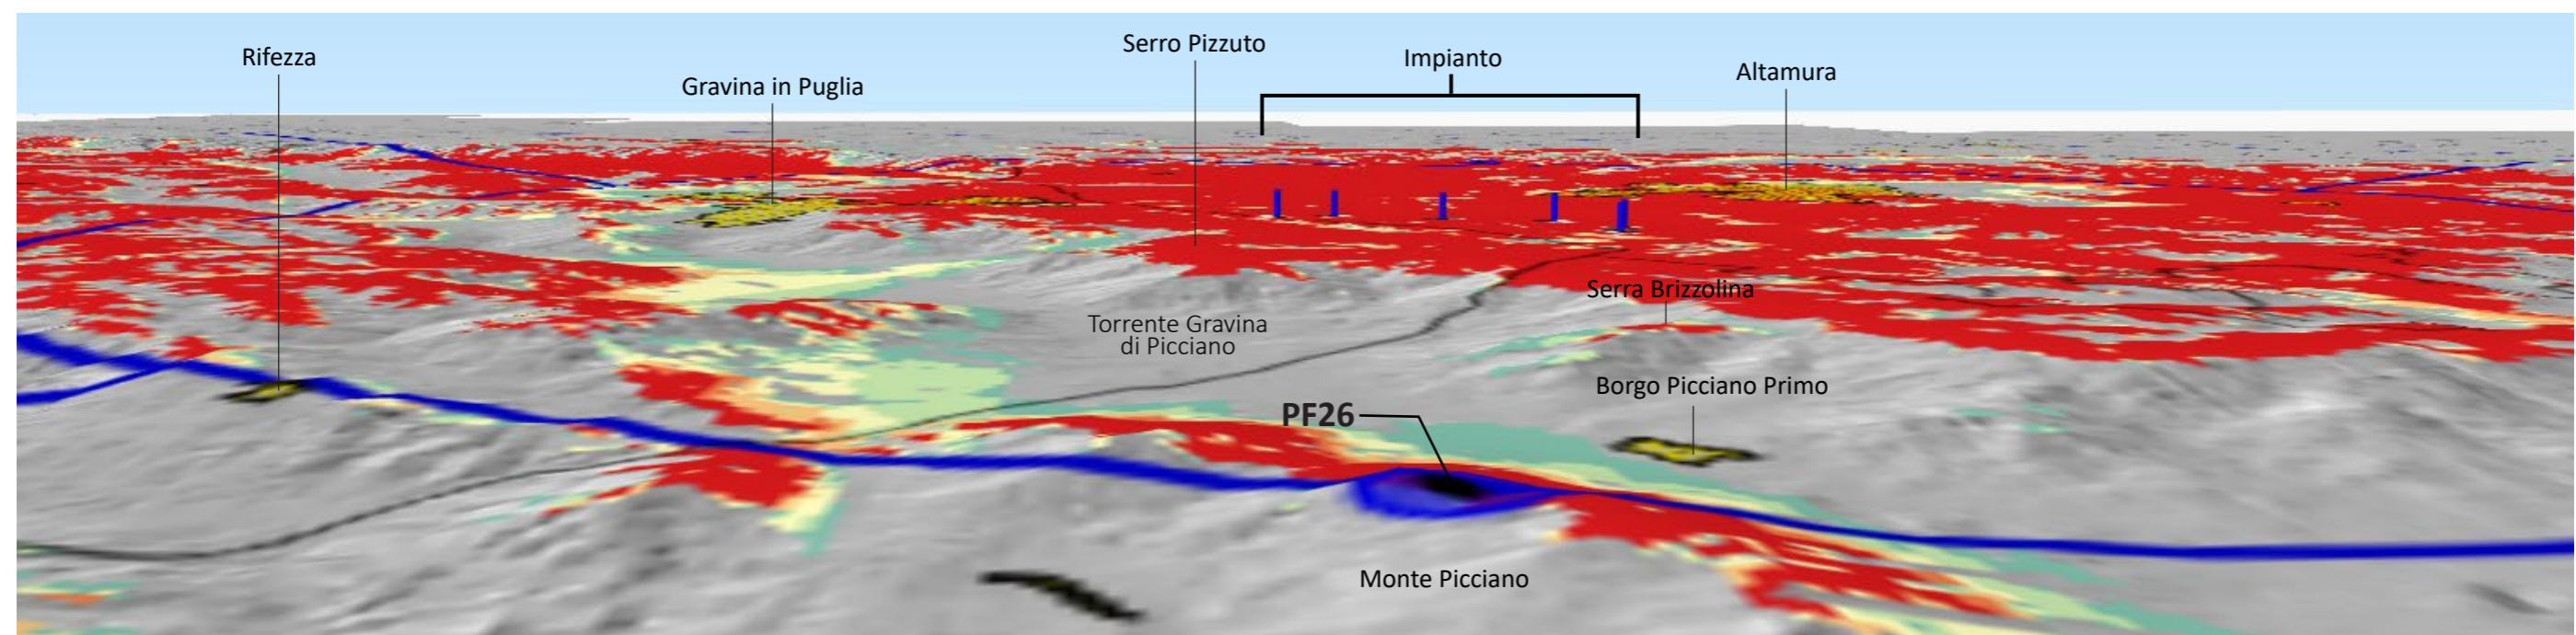 Rifezza
Gravina in Puglia
Serro Pizzuto
Impianto
Altamura
Serra Brizzolina
Torrente Gravina
di Picciano
Borgo Picciano Primo
PF26
Monte Picciano